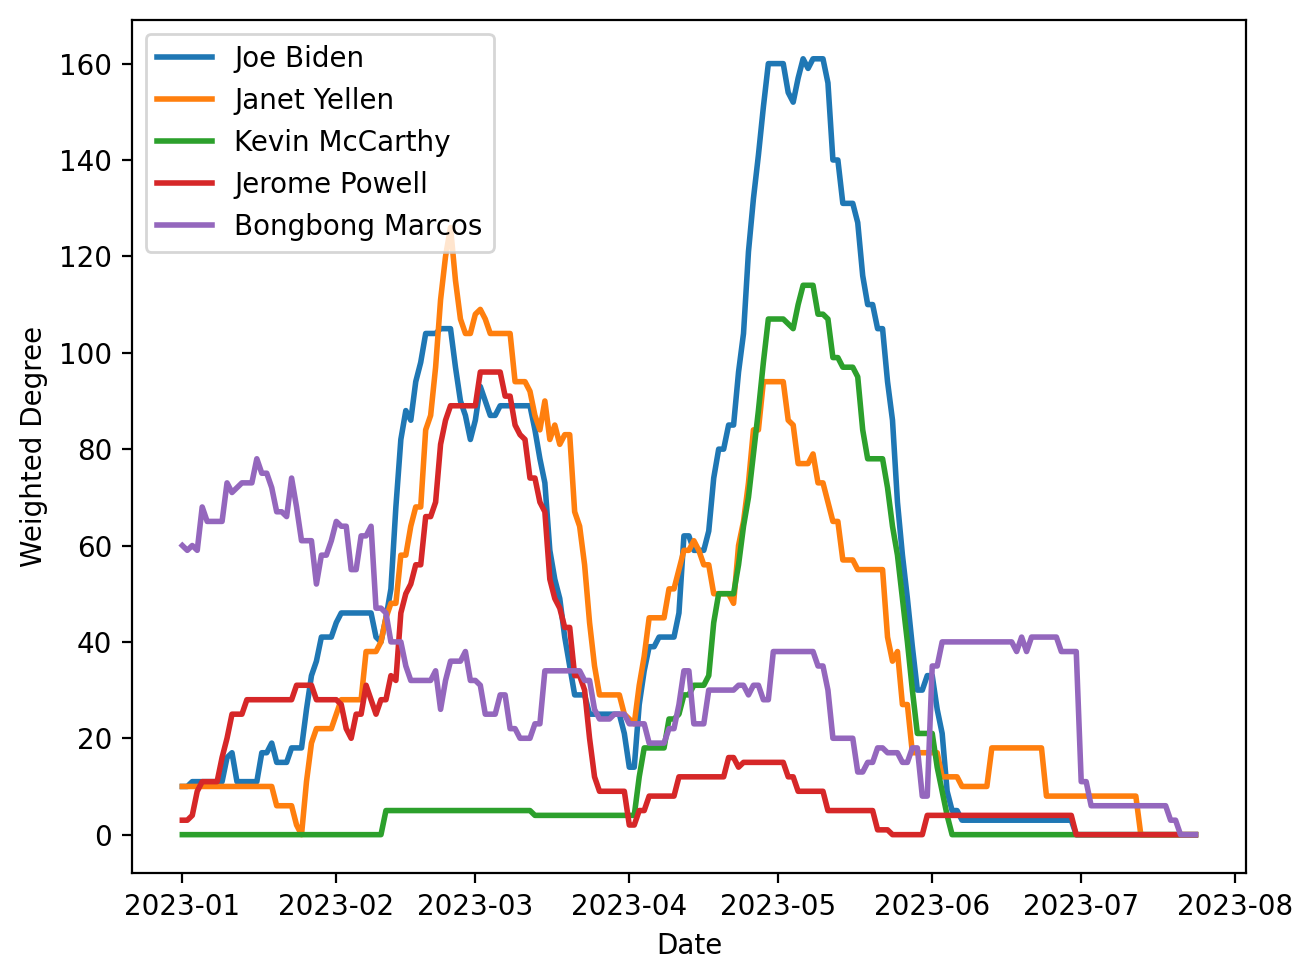 Joe Biden
Janet Yellen
Kevin McCarthy
Jerome Powell
Bongbong Marcos
160
140
120
100
80
60
40
20
0
Weighted Degree
2023-01 2023-02 2023-03 2023-04 2023-05 2023-06 2023-07 2023-08
Date